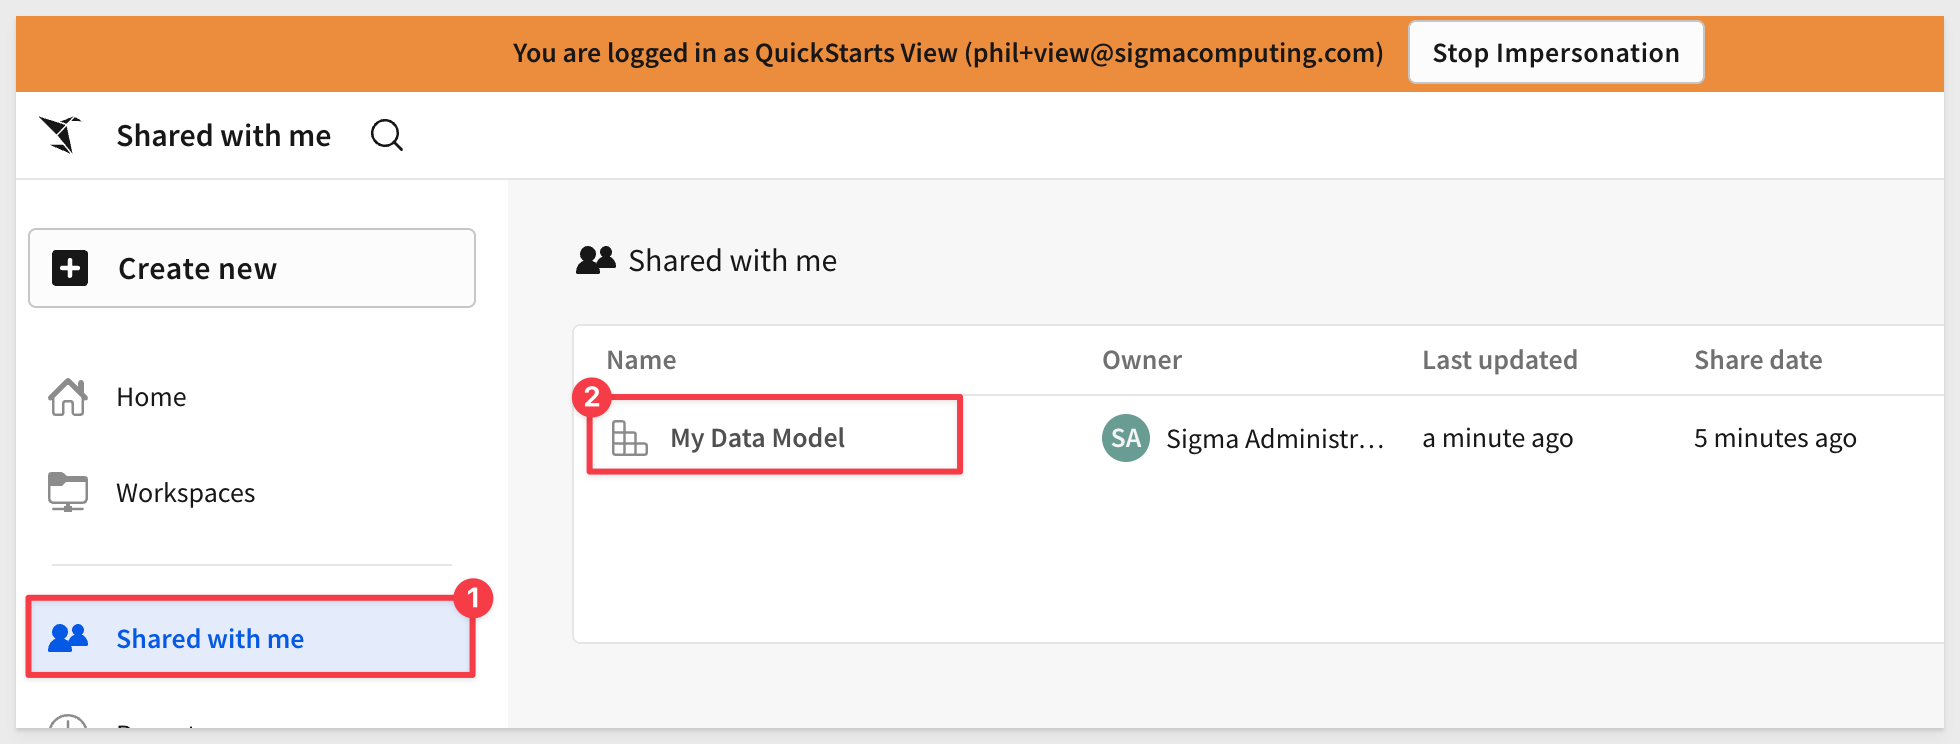 You are logged in as QuickStarts View (phil+view@sigmacomputing.com) Stop Impersonation
Shared with me
Create new
Home
Workspaces
1
Shared with me
Shared with me
Name Owner Last updated Share date
2
My Data Model SA Sigma Administr... a minute ago 5 minutes ago